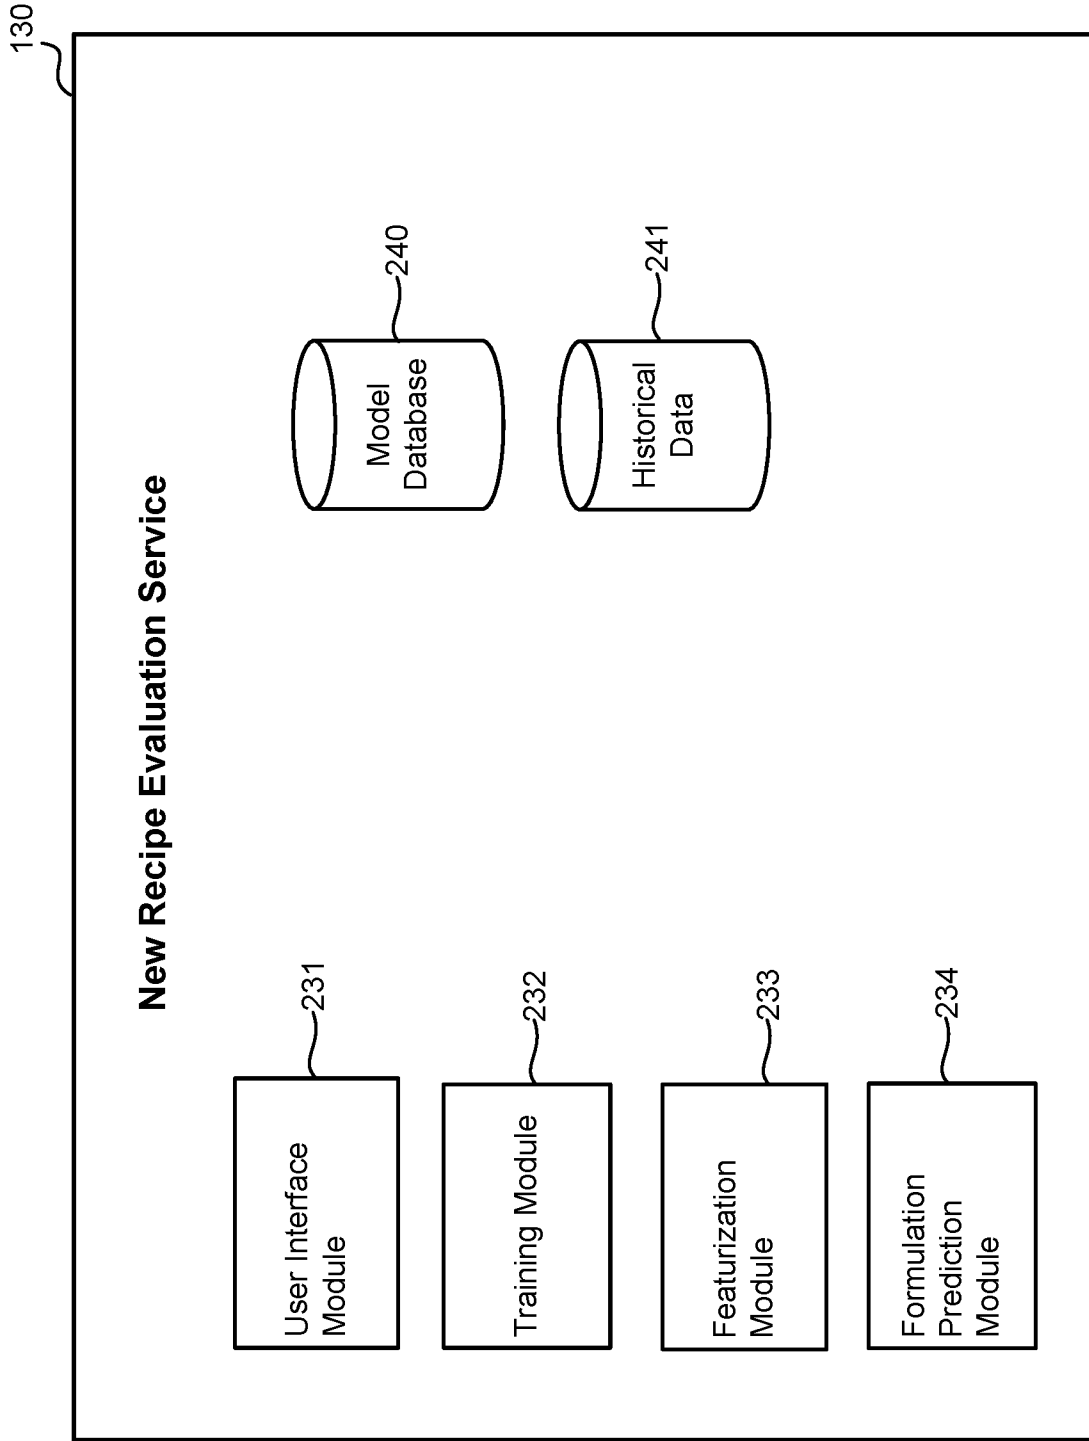 130
New Recipe Evaluation Service
User Interface
Module
231
Training Module
232
Featurization
Module
233
Formulation
Prediction
Module
234
Model
Database
240
Historical
Data
241